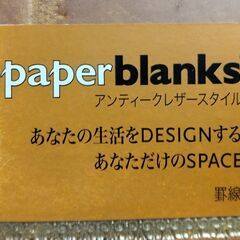 paperblanks
アンティークレザースタイル
あなたの生活をDESIGNする
あなただけのSPACE
罫線